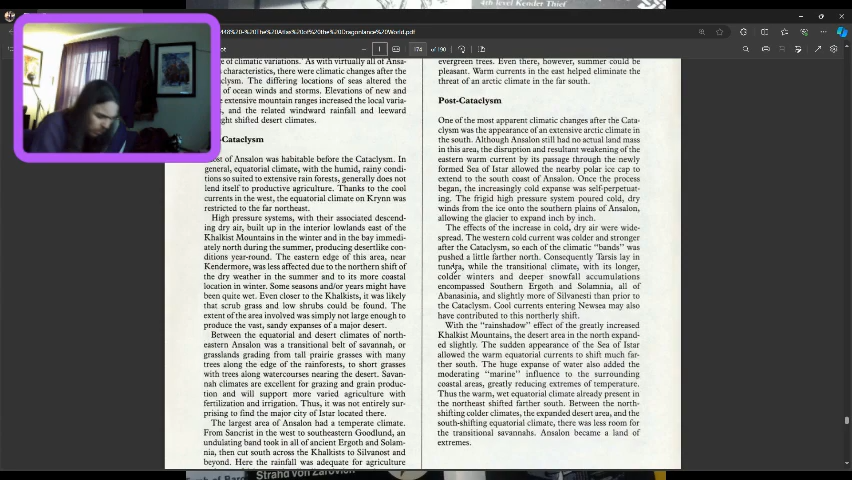 4th level Kender Thief
448%20-%20The%20Atlas%20of%20the%20Dragonlance%20World.pdf
1
174 of 190
of climatic variations. As with virtually all of Ansa-
characteristics, there were climatic changes after the
clysm. The differing locations of seas altered the
of ocean winds and storms. Elevations of new and
extensive mountain ranges increased the local varia-
and the related windward rainfall and leeward
shifted desert climates.
-Cataclysm
of Ansalon was habitable before the Cataclysm. In
general, equatorial climate, with the humid, rainy condi-
tions so suited to extensive rain forests, generally does not
lend itself to productive agriculture. Thanks to the cool
currents in the west, the equatorial climate on Krynn was
restricted to the far northeast.
High pressure systems, with their associated descend-
ing dry air, built up in the interior lowlands east of the
Khalkist Mountains in the winter and in the bay immedi-
ately north during the summer, producing desertlike con-
ditions year-round. The eastern edge of this area, near
Kendermore, was less affected due to the northern shift of
the dry weather in the summer and to its more coastal
location in winter. Some seasons and/or years might have
been quite wet. Even closer to the Khalkists, it was likely
that scrub grass and low shrubs could be found. The
extent of the area involved was simply not large enough to
produce the vast, sandy expanses of a major desert.
Between the equatorial and desert climates of north-
eastern Ansalon was a transitional belt of savannah, or
grasslands grading from tall prairie grasses with many
trees along the edge of the rainforests, to short grasses
with trees along watercourses nearing the desert. Savan-
nah climates are excellent for grazing and grain produc-
tion and will support more varied agriculture with
fertilization and irrigation. Thus, it was not entirely sur-
prising to find the major city of Istar located there.
The largest area of Ansalon had a temperate climate.
From Sancrist in the west to southeastern Goodlund, an
undulating band took in all of ancient Ergoth and Solam-
nia, then cut south across the Khalkists to Silvanost and
beyond. Here the rainfall was adequate for agriculture
evergreen trees. Even there, however, summer could be
pleasant. Warm currents in the east helped eliminate the
threat of an arctic climate in the far south.
Post-Cataclysm
One of the most apparent climatic changes after the Cata-
clysm was the appearance of an extensive arctic climate in
the south. Although Ansalon still had no actual land mass
in this area, the disruption and resultant weakening of the
eastern warm current by its passage through the newly
formed Sea of Istar allowed the nearby polar ice cap to
extend to the south coast of Ansalon. Once the process
began, the increasingly cold expanse was self-perpetuat-
ing. The frigid high pressure system poured cold, dry
winds from the ice onto the southern plains of Ansalon,
allowing the glacier to expand inch by inch.
The effects of the increase in cold, dry air were wide-
spread. The western cold current was colder and stronger
after the Cataclysm, so each of the climatic "bands" was
pushed a little farther north. Consequently Tarsis lay in
tundra, while the transitional climate, with its longer,
colder winters and deeper snowfall accumulations
encompassed Southern Ergoth and Solamnia, all of
Abanasinia, and slightly more of Silvanesti than prior to
the Cataclysm. Cool currents entering Newsea may also
have contributed to this northerly shift.
With the "rainshadow" effect of the greatly increased
Khalkist Mountains, the desert area in the north expand-
ed slightly. The sudden appearance of the Sea of Istar
allowed the warm equatorial currents to shift much far-
ther south. The huge expanse of water also added the
moderating "marine" influence to the surrounding
coastal areas, greatly reducing extremes of temperature.
Thus the warm, wet equatorial climate already present in
the northeast shifted farther south. Between the north-
shifting colder climates, the expanded desert area, and the
south-shifting equatorial climate, there was less room for
the transitional savannahs. Ansalon became a land of
extremes.
Strahd von Zarovich